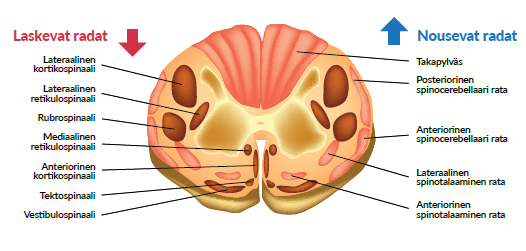 Laskevat radat
Lateraalinen
kortikospinaali
Lateraalinen
retikulospinaali
Rubrospinaali
Mediaalinen
retikulospinaali
Anteriorinen
kortikospinaali
Tektospinaali
Vestibulospinaali
Nousevat radat
Takapylväs
Posteriorinen
spinocerebellaari rata
Anteriorinen
spinocerebellaari rata
Lateraalinen
spinotalaaminen rata
Anteriorinen
spinotalaaminen rata